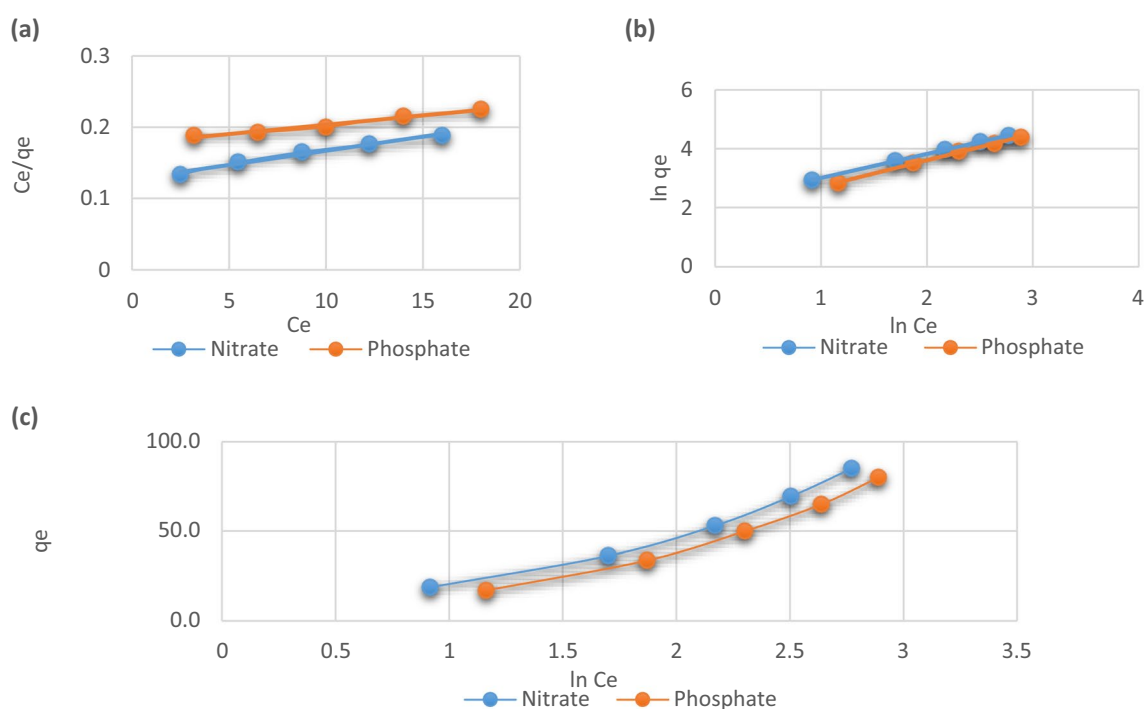 (a)
0.3
0.2
0.1
0
Ce/qe
0 5 10 15 20
Ce
Nitrate Phosphate
(b)
6
4
2
0
ln qe
0 1 2 3 4
ln Ce
Nitrate Phosphate
(c)
100.0
50.0
0.0
qe
0 0.5 1 1.5 2 2.5 3 3.5
ln Ce
Nitrate Phosphate